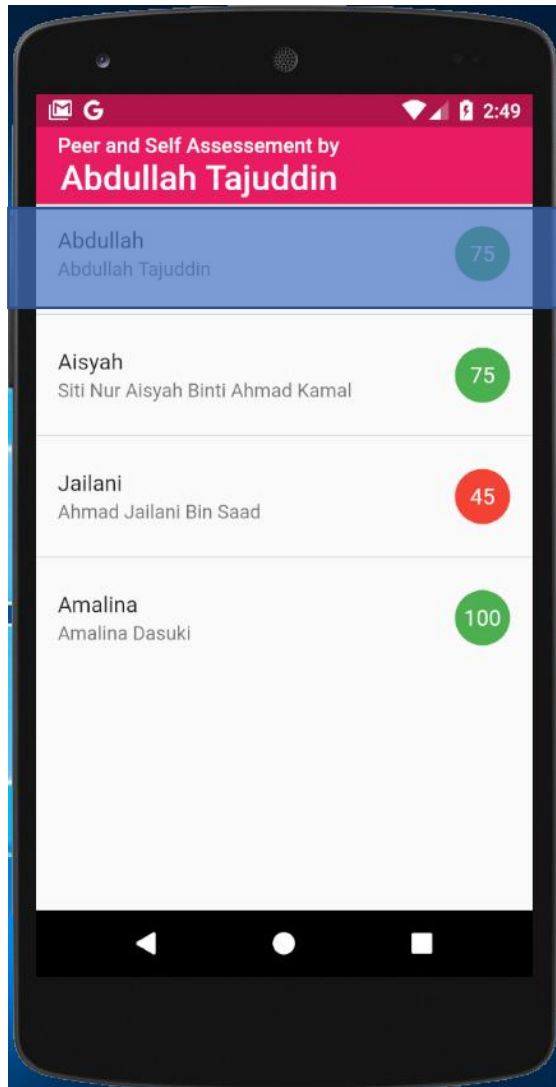 G 2:49
Peer and Self Assessement by
Abdullah Tajuddin
Abdullah 75
Abdullah Tajuddin
Aisyah 75
Siti Nur Aisyah Binti Ahmad Kamal
Jailani 45
Ahmad Jailani Bin Saad
Amalina 100
Amalina Dasuki